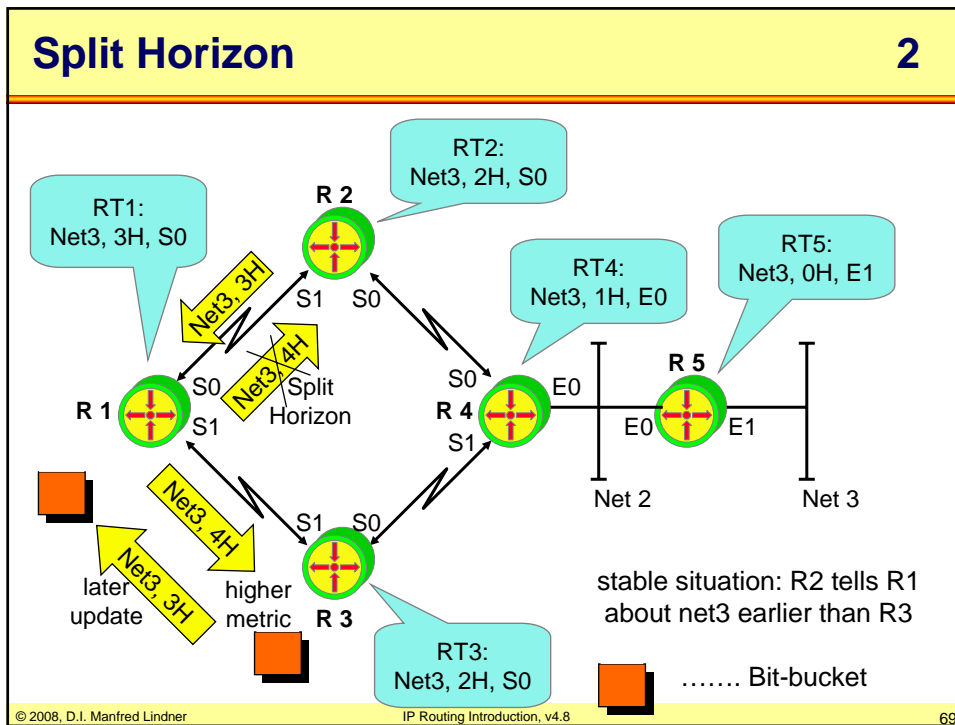 Split Horizon 2
RT2:
Net3, 2H, S0
R 2
RT1:
Net3, 3H, S0
RT4:
Net3, 1H, E0
RT5:
Net3, 0H, E1
Net3, 3H
S1
S0
Net3, 4H
Split
Horizon
S0
R 1
S1
S0
E0
R 4
S1
R 5
E0
E1
Net 2
Net 3
Net3, 4H
S1
S0
Net3, 3H
later
update
higher
metric
R 3
stable situation: R2 tells R1
about net3 earlier than R3
RT3:
Net3, 2H, S0
....... Bit-bucket
© 2008, D.I. Manfred Lindner
IP Routing Introduction, v4.8
69